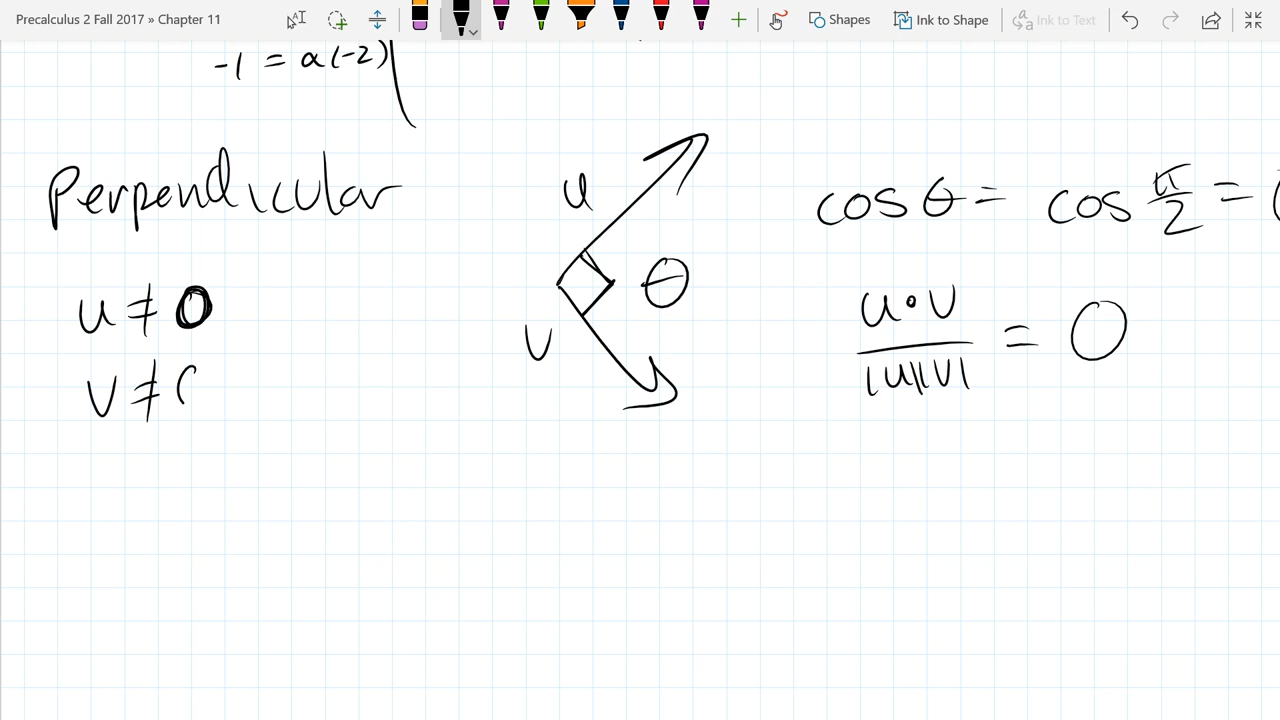 Precalculus 2 Fall 2017 » Chapter 11
Shapes
Ink to Shape
Ink to Text
-1 = α(-2)
Perpendicular
u
θ
v
cos θ = cos π/2 =
u ≠ 0
v ≠
u•v / |u||v| = 0